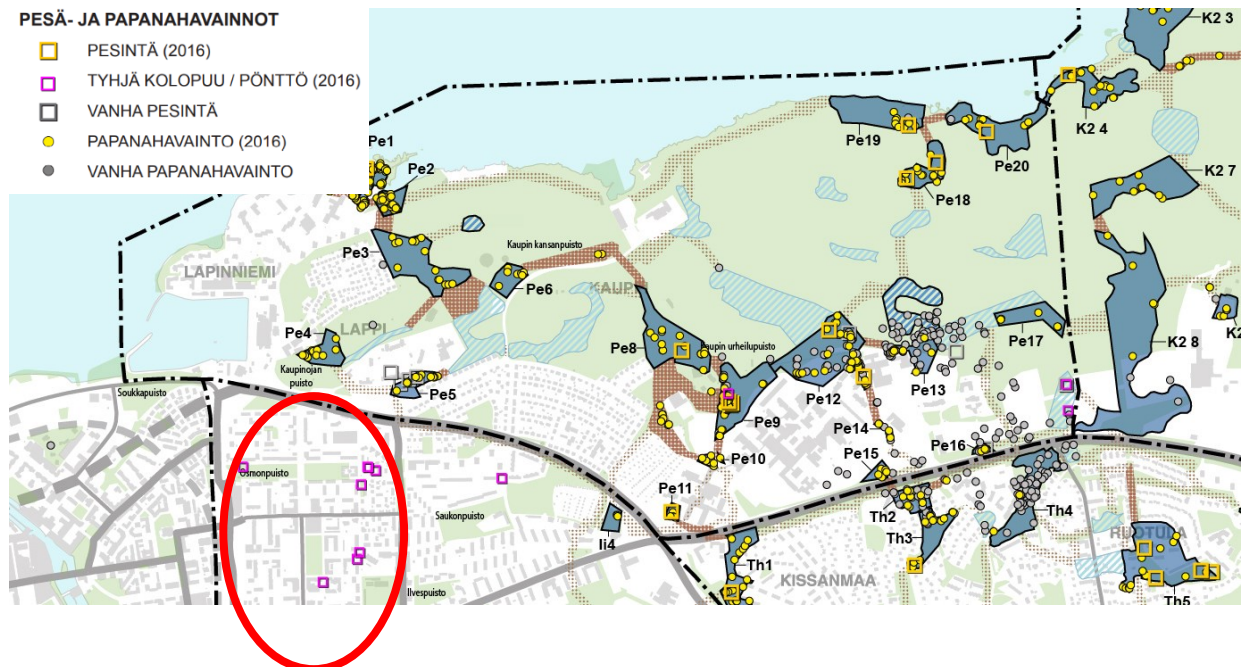 PESÄ- JA PAPANAHAVAINNOT
PESINTÄ (2016)
TYHJÄ KOLOPUU / PÖNTTÖ (2016)
VANHA PESINTÄ
PAPANAHAVAINTO (2016)
VANHA PAPANAHAVAINTO
K2 3
K2 4
Pe19
Pe20
Pe1
Pe2
K2 7
Pe18
Pe3
Kaupin kansanpuisto
LAPINNIEMI
Pe6
KAUPI
K2
Pe4
LAPPI
Pe17
Pe8
Kaupin urheilupuisto
K2 8
Kaupinojan
puisto
Pe13
Soukkapuisto
Pe5
Pe12
Pe9
Pe14
Pe16
Osmonpuisto
Pe10
Pe15
Pe11
Saukonpuisto
Th2
Th4
Ii4
Th3
RUOTULA
Th1
KISSANMAA
Ilvespuisto
Th5